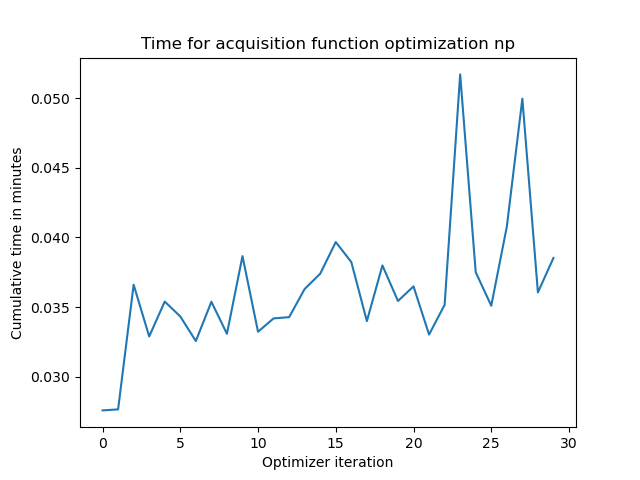 Time for acquisition function optimization np
Cumulative time in minutes
0.050
0.045
0.040
0.035
0.030
0 5 10 15 20 25 30
Optimizer iteration